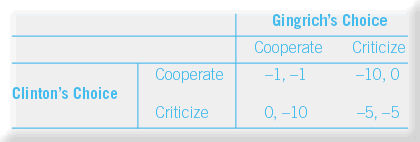 Gingrich's Choice
Cooperate Criticize
Cooperate –1, –1 –10, 0
Clinton's Choice
Criticize 0, –10 –5, –5